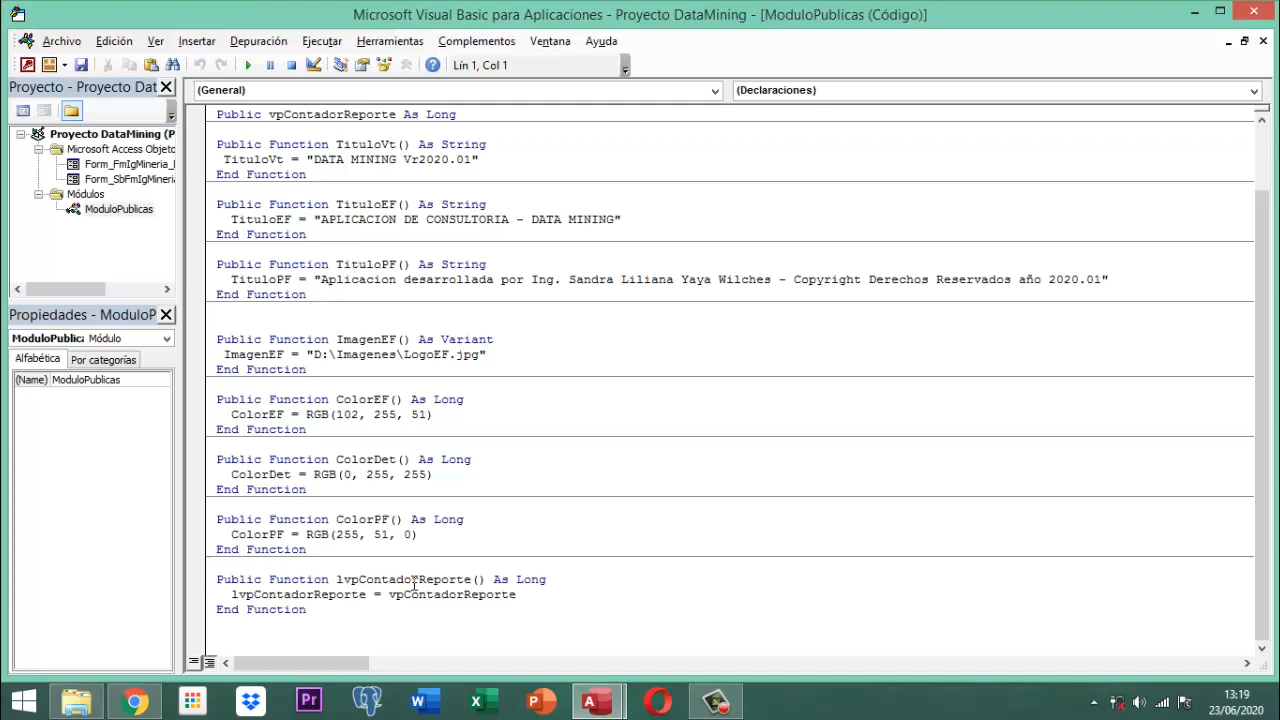 Microsoft Visual Basic para Aplicaciones - Proyecto DataMining - [ModuloPublicas (Código)]
Archivo Edición Ver Insertar Depuración Ejecutar Herramientas Complementos Ventana Ayuda
Lín 1, Col 1
Proyecto - Proyecto Dat
Proyecto DataMining (P
Microsoft Access Objeto
Form_FmIgMineria_
Form_SbFmIgMineria
Módulos
ModuloPublicas
Propiedades - ModuloP
ModuloPublica Módulo
Alfabética Por categorías
(Name) ModuloPublicas
(General) (Declaraciones)
Public vpContadorReporte As Long
Public Function TituloVt() As String
TituloVt = "DATA MINING Vr2020.01"
End Function
Public Function TituloEF() As String
TituloEF = "APLICACION DE CONSULTORIA - DATA MINING"
End Function
Public Function TituloPF() As String
TituloPF = "Aplicacion desarrollada por Ing. Sandra Liliana Yaya Wilches - Copyright Derechos Reservados año 2020.01"
End Function
Public Function ImagenEF() As Variant
ImagenEF = "D:\Imagenes\LogoEF.jpg"
End Function
Public Function ColorEF() As Long
ColorEF = RGB(102, 255, 51)
End Function
Public Function ColorDet() As Long
ColorDet = RGB(0, 255, 255)
End Function
Public Function ColorPF() As Long
ColorPF = RGB(255, 51, 0)
End Function
Public Function lvpContadorReporte() As Long
lvpContadorReporte = vpContadorReporte
End Function
Pr
13:19
23/06/2020